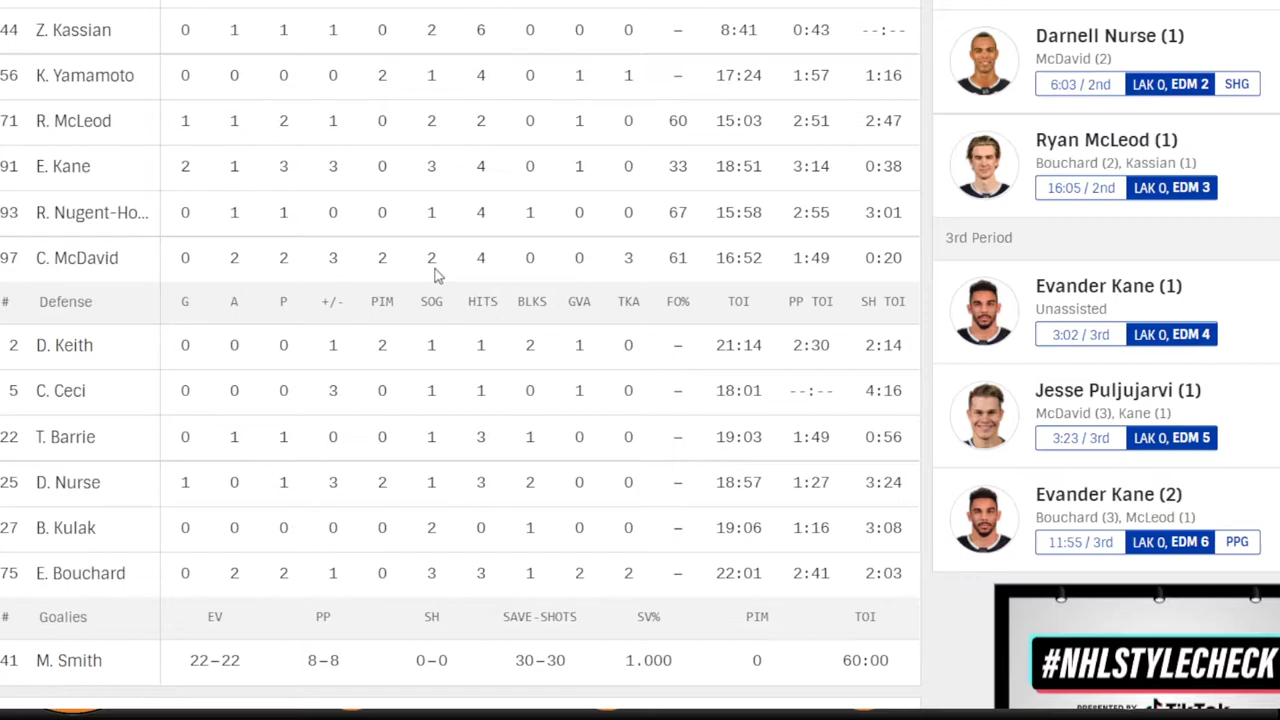 44 Z. Kassian 0 1 1 1 0 2 6 0 0 0 – 8:41 0:43 --:--
56 K. Yamamoto 0 0 0 0 2 1 4 0 1 1 – 17:24 1:57 1:16
71 R. McLeod 1 1 2 1 0 2 2 0 1 0 60 15:03 2:51 2:47
91 E. Kane 2 1 3 3 0 3 4 0 1 0 33 18:51 3:14 0:38
93 R. Nugent-Ho... 0 1 1 0 0 1 4 1 0 0 67 15:58 2:55 3:01
97 C. McDavid 0 2 2 3 2 2 4 0 0 3 61 16:52 1:49 0:20
# Defense G A P +/- PIM SOG HITS BLKS GVA TKA FO% TOI PP TOI SH TOI
2 D. Keith 0 0 0 1 2 1 1 2 1 0 – 21:14 2:30 2:14
5 C. Ceci 0 0 0 3 0 1 1 0 1 0 – 18:01 --:-- 4:16
22 T. Barrie 0 1 1 0 0 1 3 1 0 0 – 19:03 1:49 0:56
25 D. Nurse 1 0 1 3 2 1 3 2 0 0 – 18:57 1:27 3:24
27 B. Kulak 0 0 0 0 0 2 0 1 0 0 – 19:06 1:16 3:08
75 E. Bouchard 0 2 2 1 0 3 3 1 2 2 – 22:01 2:41 2:03
# Goalies EV PP SH SAVE-SHOTS SV% PIM TOI
41 M. Smith 22–22 8–8 0–0 30–30 1.000 0 60:00
Darnell Nurse (1)
McDavid (2)
6:03 / 2nd LAK 0, EDM 2 SHG
Ryan McLeod (1)
Bouchard (2), Kassian (1)
16:05 / 2nd LAK 0, EDM 3
3rd Period
Evander Kane (1)
Unassisted
3:02 / 3rd LAK 0, EDM 4
Jesse Puljujarvi (1)
McDavid (3), Kane (1)
3:23 / 3rd LAK 0, EDM 5
Evander Kane (2)
Bouchard (3), McLeod (1)
11:55 / 3rd LAK 0, EDM 6 PPG
#NHLSTYLECHECK
PRESENTED BY TikTok